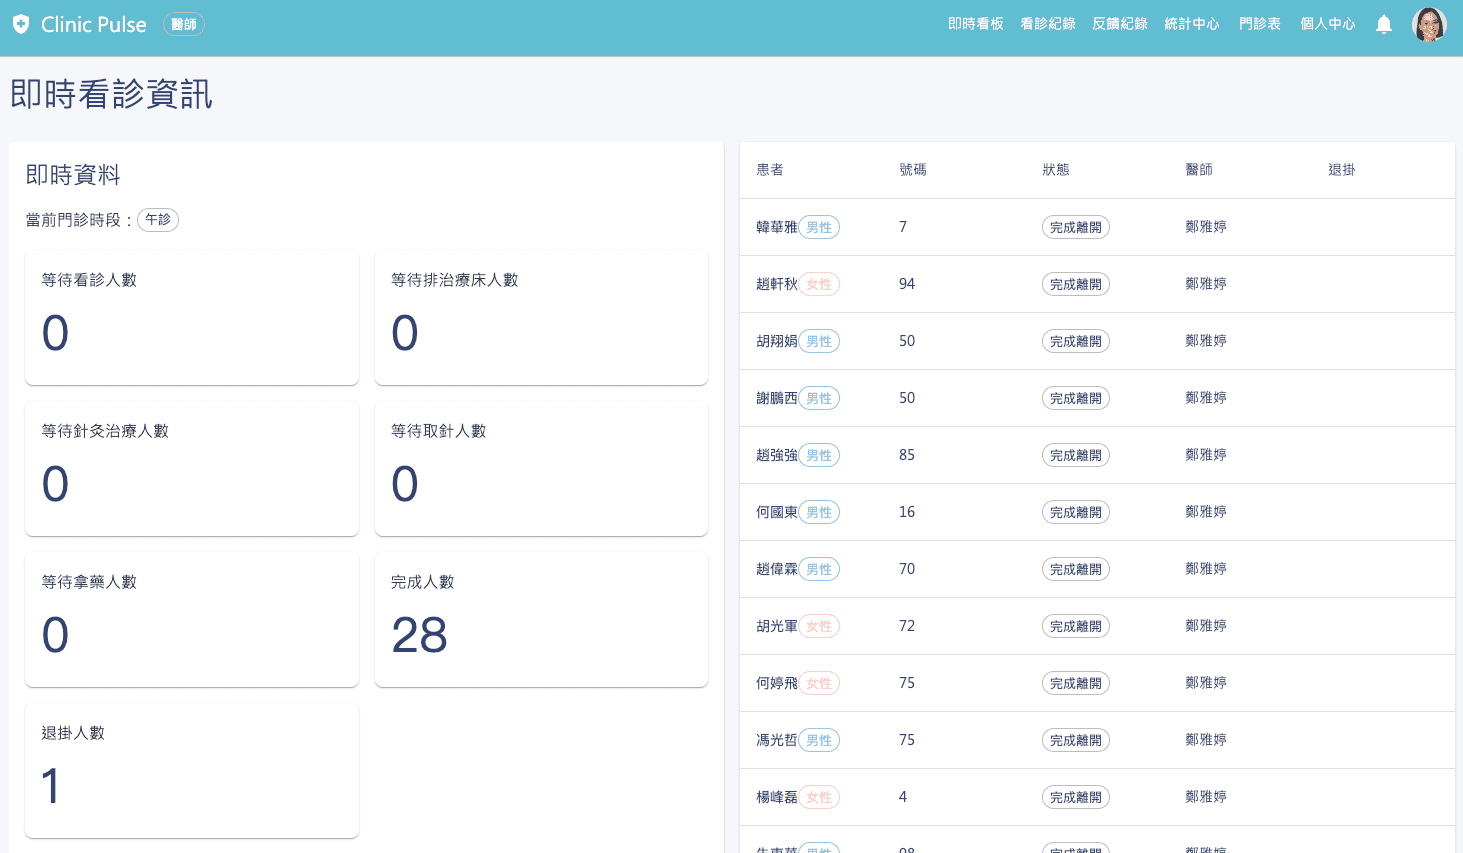 Clinic Pulse 醫師 即時看板 看診紀錄 反饋紀錄 統計中心 門診表 個人中心
即時看診資訊
即時資料
當前門診時段： 午診
等待看診人數
0
等待排治療床人數
0
等待針灸治療人數
0
等待取針人數
0
等待拿藥人數
0
完成人數
28
退掛人數
1
患者 號碼 狀態 醫師 退掛
韓華雅 男性 7 完成離開 鄭雅婷
趙軒秋 女性 94 完成離開 鄭雅婷
胡翔娟 男性 50 完成離開 鄭雅婷
謝鵬西 男性 50 完成離開 鄭雅婷
趙強強 男性 85 完成離開 鄭雅婷
何國東 男性 16 完成離開 鄭雅婷
趙偉霖 男性 70 完成離開 鄭雅婷
胡光軍 女性 72 完成離開 鄭雅婷
何婷飛 女性 75 完成離開 鄭雅婷
馮光哲 男性 75 完成離開 鄭雅婷
楊峰磊 女性 4 完成離開 鄭雅婷
男性 98 完成離開 鄭雅婷